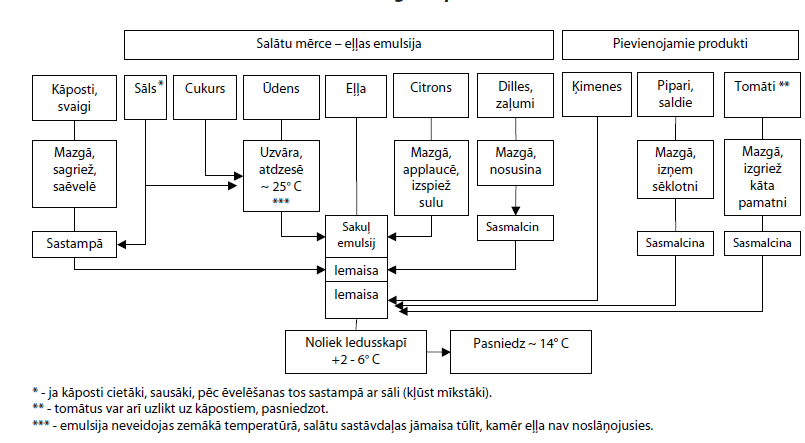 Salātu mērce – eļļas emulsija
Pievienojamie produkti
Kāposti,
svaigi
Sāls *
Cukurs
Ūdens
Eļļa
Citrons
Dilles,
zaļumi
Ķimenes
Pipari,
saldie
Tomāti **
Mazgā,
sagriež,
saēvelē
Uzvāra,
atdzesē
~ 25° C
***
Mazgā,
applaucē,
izspiež
sulu
Mazgā,
nosusina
Mazgā,
izņem
sēklotni
Mazgā,
izgriež
kāta
pamatni
Sastampā
Sakuļ
emulsij
Sasmalcin
Sasmalcina
Sasmalcina
Iemaisa
Iemaisa
Noliek ledusskapī
+2 - 6° C
Pasniedz ~ 14° C
* - ja kāposti cietāki, sausāki, pēc ēvelēšanas tos sastampā ar sāli (kļūst mīkstāki).
** - tomātus var arī uzlikt uz kāpostiem, pasniedzot.
*** - emulsija neveidojas zemākā temperatūrā, salātu sastāvdaļas jāmaisa tūlīt, kamēr eļļa nav noslāņojusies.